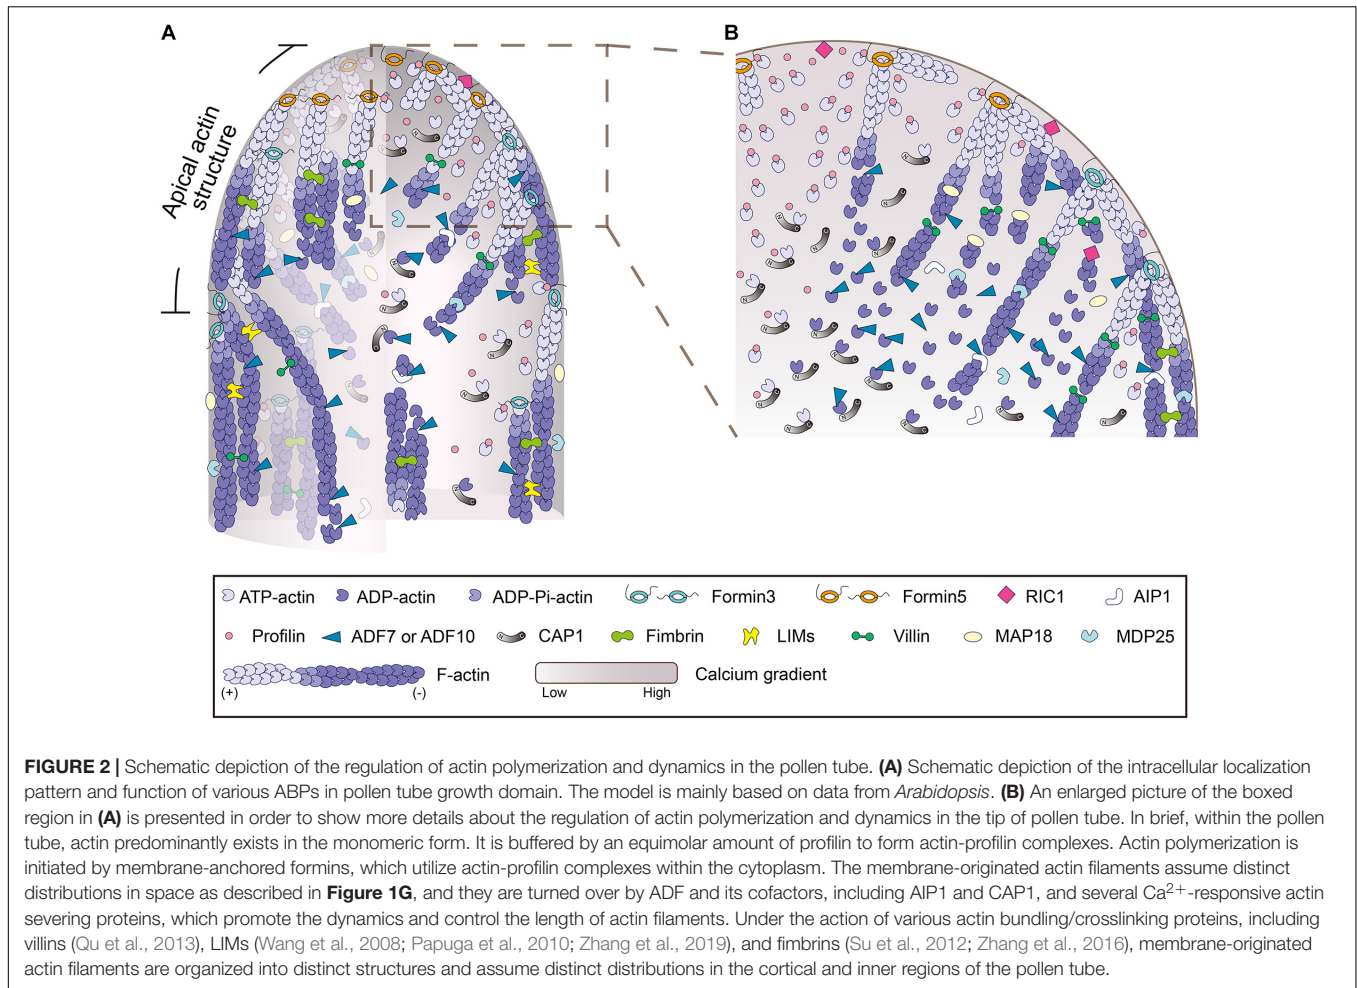 A
B
Apical actin
structure
ATP-actin ADP-actin ADP-Pi-actin Formin3 Formin5 RIC1 AIP1
Profilin ADF7 or ADF10 N C CAP1 Fimbrin LIMs Villin MAP18 MDP25
F-actin
(+) (-)
Low High
Calcium gradient
FIGURE 2 | Schematic depiction of the regulation of actin polymerization and dynamics in the pollen tube. (A) Schematic depiction of the intracellular localization
pattern and function of various ABPs in pollen tube growth domain. The model is mainly based on data from Arabidopsis. (B) An enlarged picture of the boxed
region in (A) is presented in order to show more details about the regulation of actin polymerization and dynamics in the tip of pollen tube. In brief, within the pollen
tube, actin predominantly exists in the monomeric form. It is buffered by an equimolar amount of profilin to form actin-profilin complexes. Actin polymerization is
initiated by membrane-anchored formins, which utilize actin-profilin complexes within the cytoplasm. The membrane-originated actin filaments assume distinct
distributions in space as described in Figure 1G, and they are turned over by ADF and its cofactors, including AIP1 and CAP1, and several Ca2+-responsive actin
severing proteins, which promote the dynamics and control the length of actin filaments. Under the action of various actin bundling/crosslinking proteins, including
villins (Qu et al., 2013), LIMs (Wang et al., 2008; Papuga et al., 2010; Zhang et al., 2019), and fimbrins (Su et al., 2012; Zhang et al., 2016), membrane-originated
actin filaments are organized into distinct structures and assume distinct distributions in the cortical and inner regions of the pollen tube.